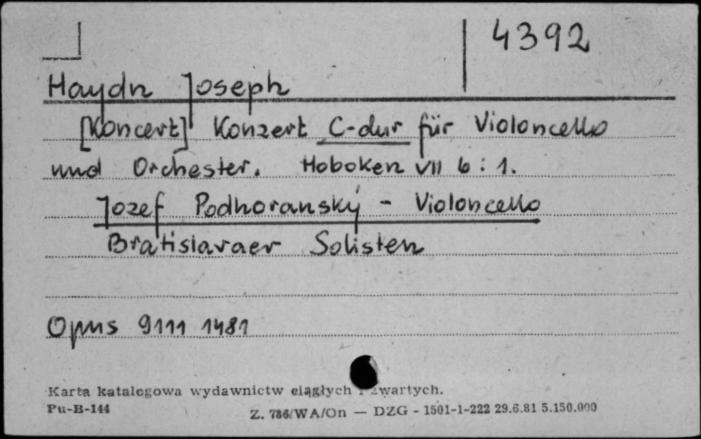 4392
Haydn Joseph
[Koncert] Konzert C-dur für Violoncello
und Orchester. Hoboken VII b : 1.
Jozef Podhoranský - Violoncello
Bratislavaer Solisten
Opus 9111 1481
Karta katalogowa wydawnictw ciągłych i zwartych.
Pu-B-144 Z. 786/WA/On — DZG - 1501-1-222 29.6.81 5.150.000